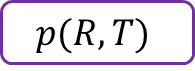 p(R, T)